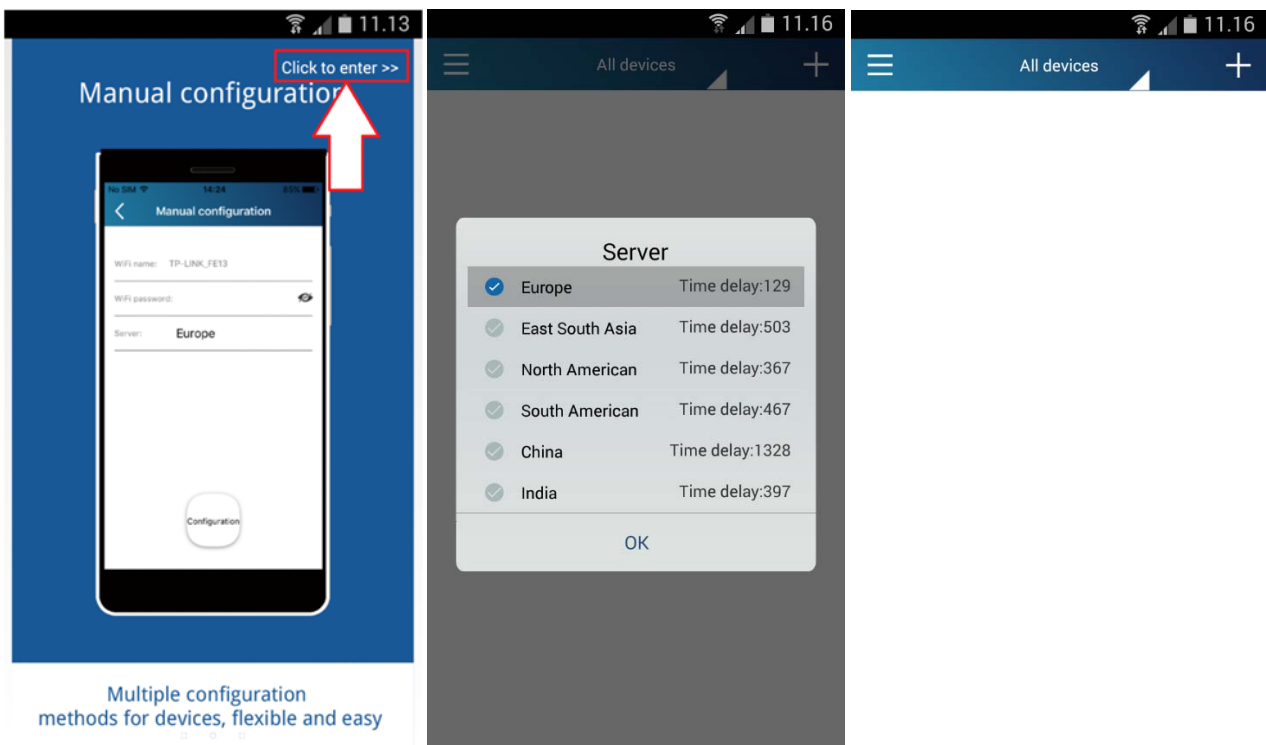 11.13
Click to enter >>
Manual configuration
No SIM 14:24 85%
Manual configuration
WiFi name: TP-LINK_FE13
WiFi password:
Server: Europe
Configuration
Multiple configuration
methods for devices, flexible and easy
11.16
All devices
Server
Europe Time delay:129
East South Asia Time delay:503
North American Time delay:367
South American Time delay:467
China Time delay:1328
India Time delay:397
OK
11.16
All devices